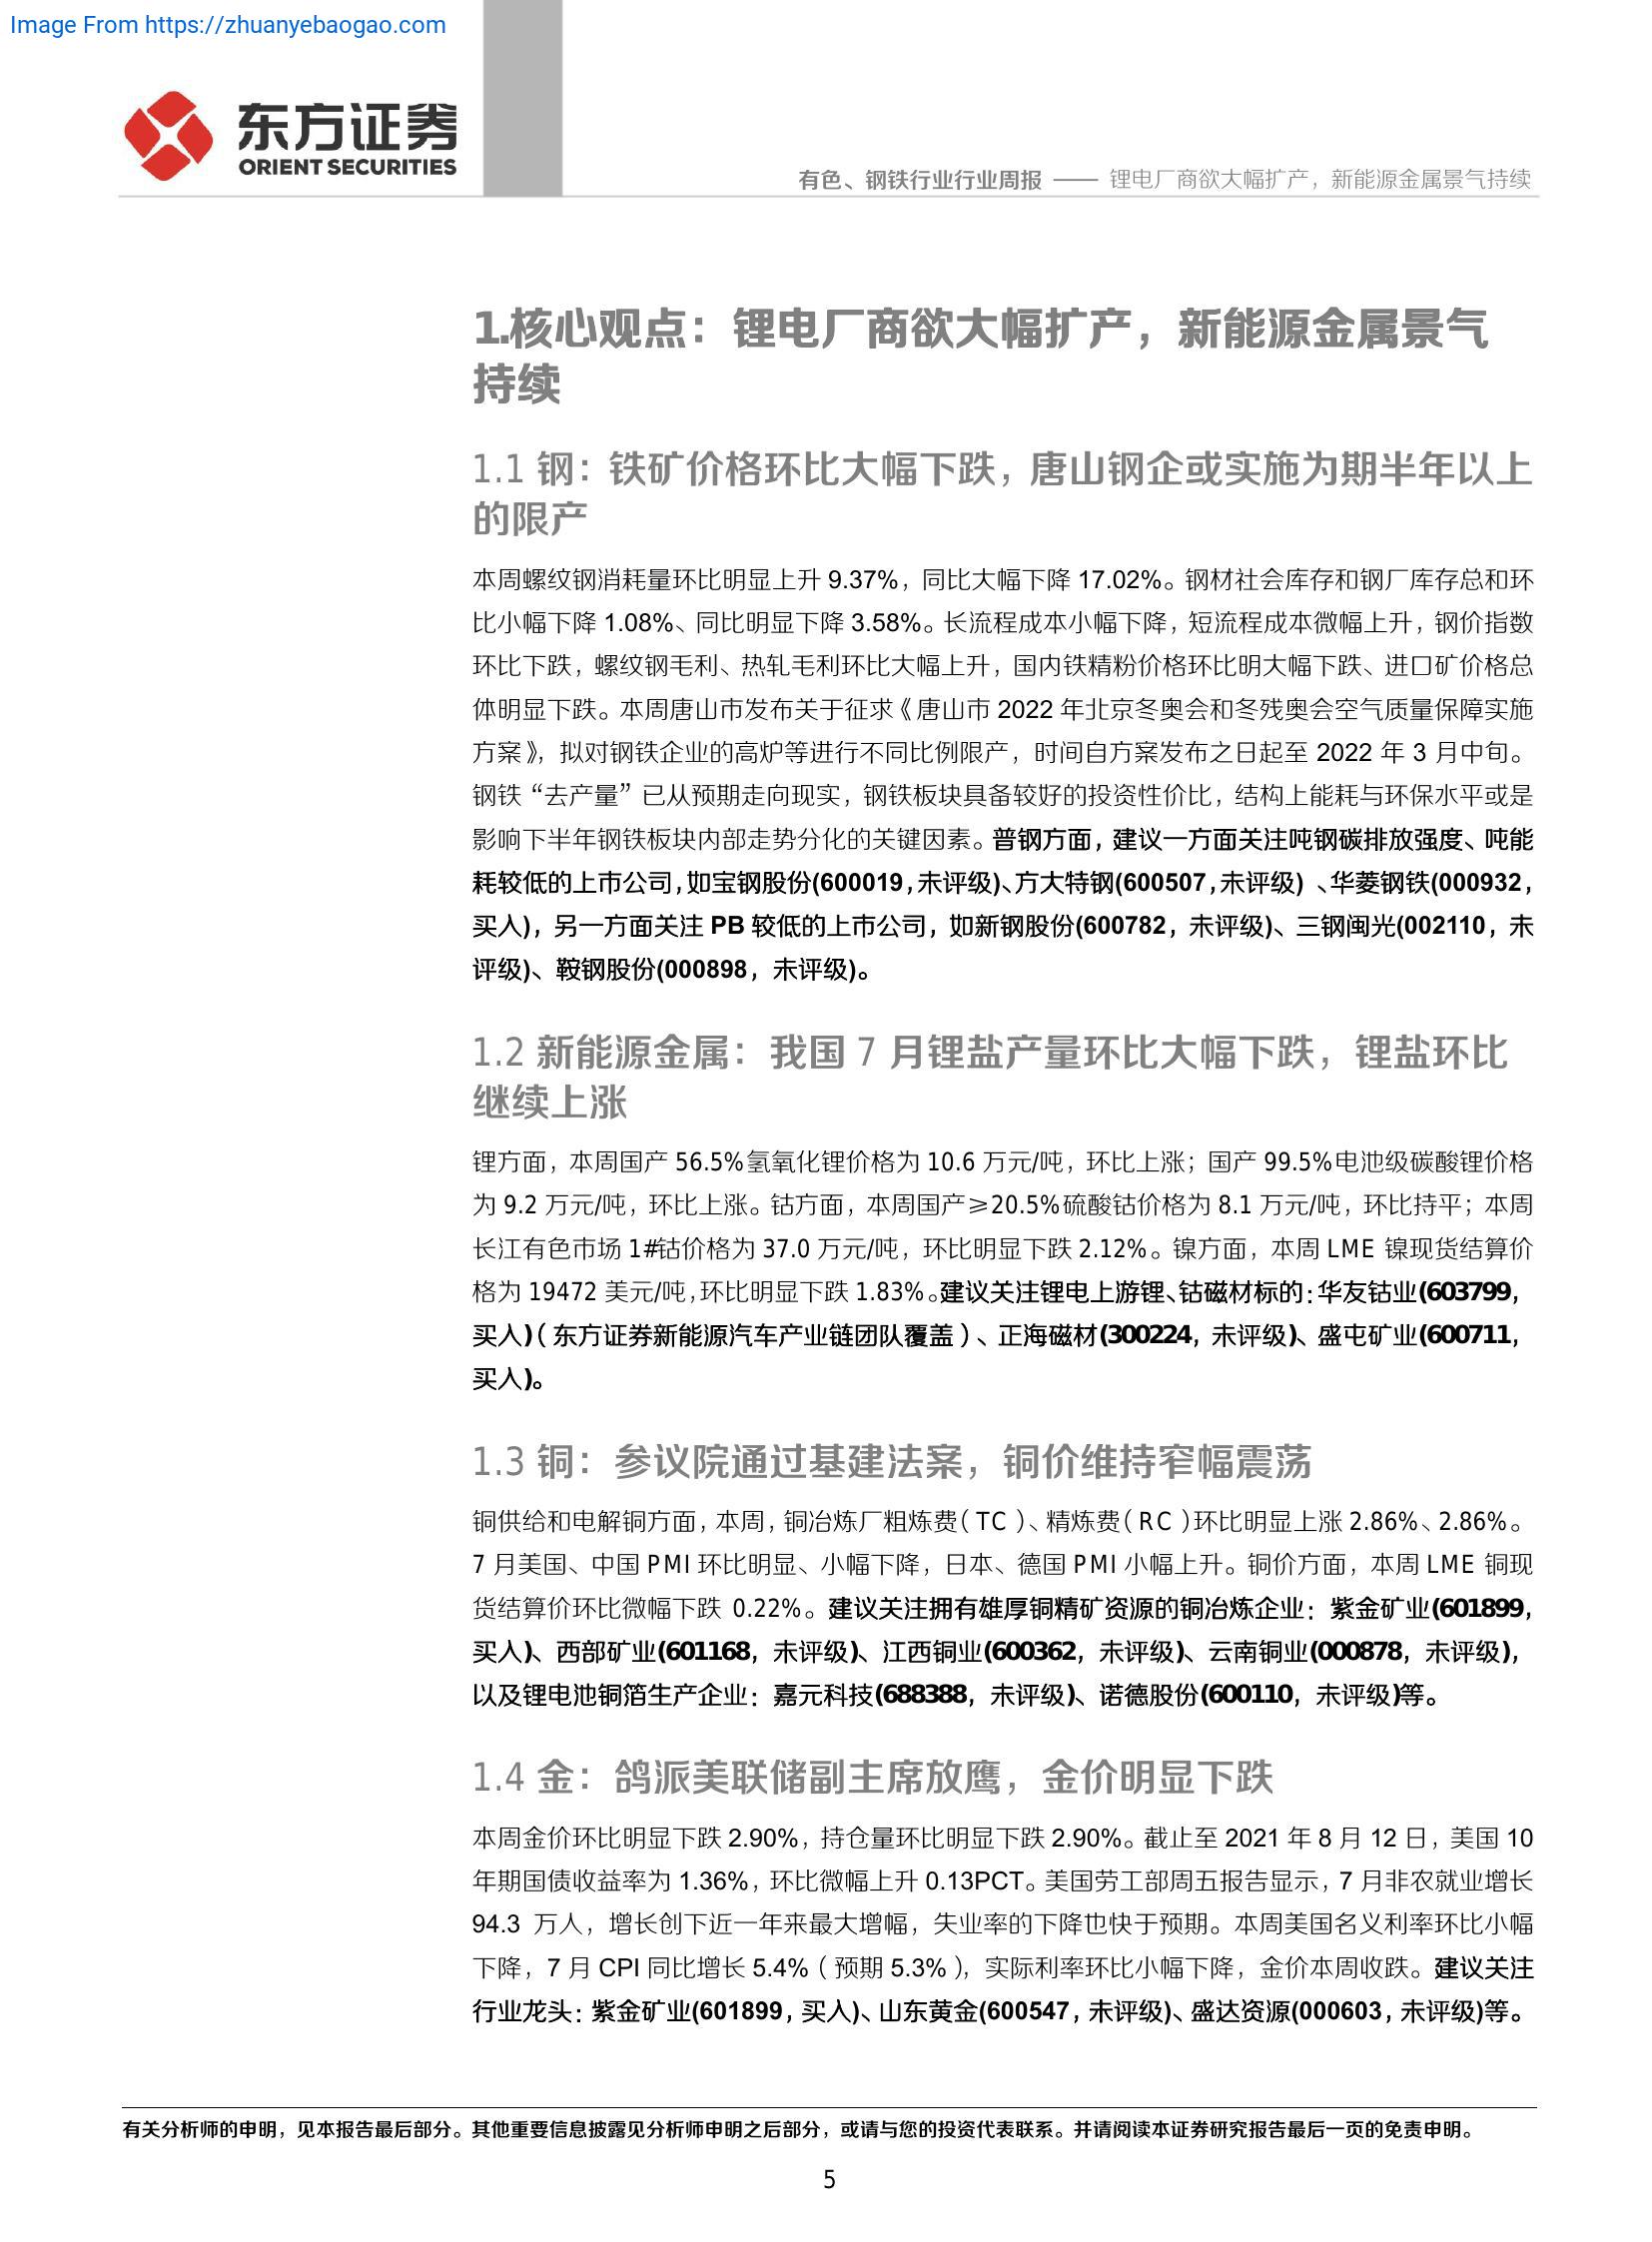 Image From https://zhuanyebaogao.com
东方证券
ORIENT SECURITIES
有色、钢铁行业行业周报 —— 锂电厂商欲大幅扩产，新能源金属景气持续
1.核心观点：锂电厂商欲大幅扩产，新能源金属景气
持续
1.1 钢：铁矿价格环比大幅下跌，唐山钢企或实施为期半年以上
的限产
本周螺纹钢消耗量环比明显上升 9.37%，同比大幅下降 17.02%。钢材社会库存和钢厂库存总和环
比小幅下降 1.08%、同比明显下降 3.58%。长流程成本小幅下降，短流程成本微幅上升，钢价指数
环比下跌，螺纹钢毛利、热轧毛利环比大幅上升，国内铁精粉价格环比明大幅下跌、进口矿价格总
体明显下跌。本周唐山市发布关于征求《唐山市 2022 年北京冬奥会和冬残奥会空气质量保障实施
方案》，拟对钢铁企业的高炉等进行不同比例限产，时间自方案发布之日起至 2022 年 3 月中旬。
钢铁“去产量”已从预期走向现实，钢铁板块具备较好的投资性价比，结构上能耗与环保水平或是
影响下半年钢铁板块内部走势分化的关键因素。普钢方面，建议一方面关注吨钢碳排放强度、吨能
耗较低的上市公司，如宝钢股份(600019，未评级)、方大特钢(600507，未评级) 、华菱钢铁(000932，
买入)，另一方面关注 PB 较低的上市公司，如新钢股份(600782，未评级)、三钢闽光(002110，未
评级)、鞍钢股份(000898，未评级)。
1.2 新能源金属：我国 7 月锂盐产量环比大幅下跌，锂盐环比
继续上涨
锂方面，本周国产 56.5%氢氧化锂价格为 10.6 万元/吨，环比上涨；国产 99.5%电池级碳酸锂价格
为 9.2 万元/吨，环比上涨。钴方面，本周国产≥20.5%硫酸钴价格为 8.1 万元/吨，环比持平；本周
长江有色市场 1#钴价格为 37.0 万元/吨，环比明显下跌 2.12%。镍方面，本周 LME 镍现货结算价
格为 19472 美元/吨，环比明显下跌 1.83%。建议关注锂电上游锂、钴磁材标的：华友钴业(603799，
买入)（东方证券新能源汽车产业链团队覆盖）、正海磁材(300224，未评级)、盛屯矿业(600711，
买入)。
1.3 铜：参议院通过基建法案，铜价维持窄幅震荡
铜供给和电解铜方面，本周，铜冶炼厂粗炼费（TC）、精炼费（RC）环比明显上涨 2.86%、2.86%。
7 月美国、中国 PMI 环比明显、小幅下降，日本、德国 PMI 小幅上升。铜价方面，本周 LME 铜现
货结算价环比微幅下跌 0.22%。建议关注拥有雄厚铜精矿资源的铜冶炼企业：紫金矿业(601899，
买入)、西部矿业(601168，未评级)、江西铜业(600362，未评级)、云南铜业(000878，未评级)，
以及锂电池铜箔生产企业：嘉元科技(688388，未评级)、诺德股份(600110，未评级)等。
1.4 金：鸽派美联储副主席放鹰，金价明显下跌
本周金价环比明显下跌 2.90%，持仓量环比明显下跌 2.90%。截止至 2021 年 8 月 12 日，美国 10
年期国债收益率为 1.36%，环比微幅上升 0.13PCT。美国劳工部周五报告显示，7 月非农就业增长
94.3 万人，增长创下近一年来最大增幅，失业率的下降也快于预期。本周美国名义利率环比小幅
下降，7 月 CPI 同比增长 5.4%（预期 5.3%），实际利率环比小幅下降，金价本周收跌。建议关注
行业龙头：紫金矿业(601899，买入)、山东黄金(600547，未评级)、盛达资源(000603，未评级)等。
有关分析师的申明，见本报告最后部分。其他重要信息披露见分析师申明之后部分，或请与您的投资代表联系。并请阅读本证券研究报告最后一页的免责申明。
5